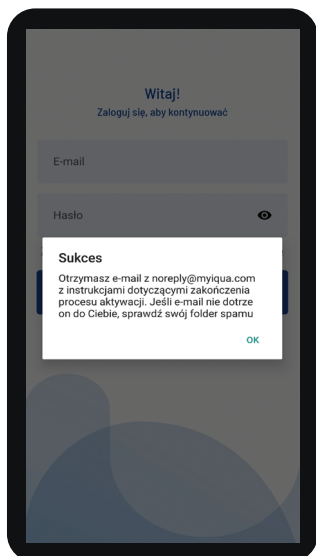 Witaj!
Zaloguj się, aby kontynuować
E-mail
Hasło
Sukces
Otrzymasz e-mail z noreply@myiqua.com
z instrukcjami dotyczącymi zakończenia
procesu aktywacji. Jeśli e-mail nie dotrze
on do Ciebie, sprawdź swój folder spamu
OK